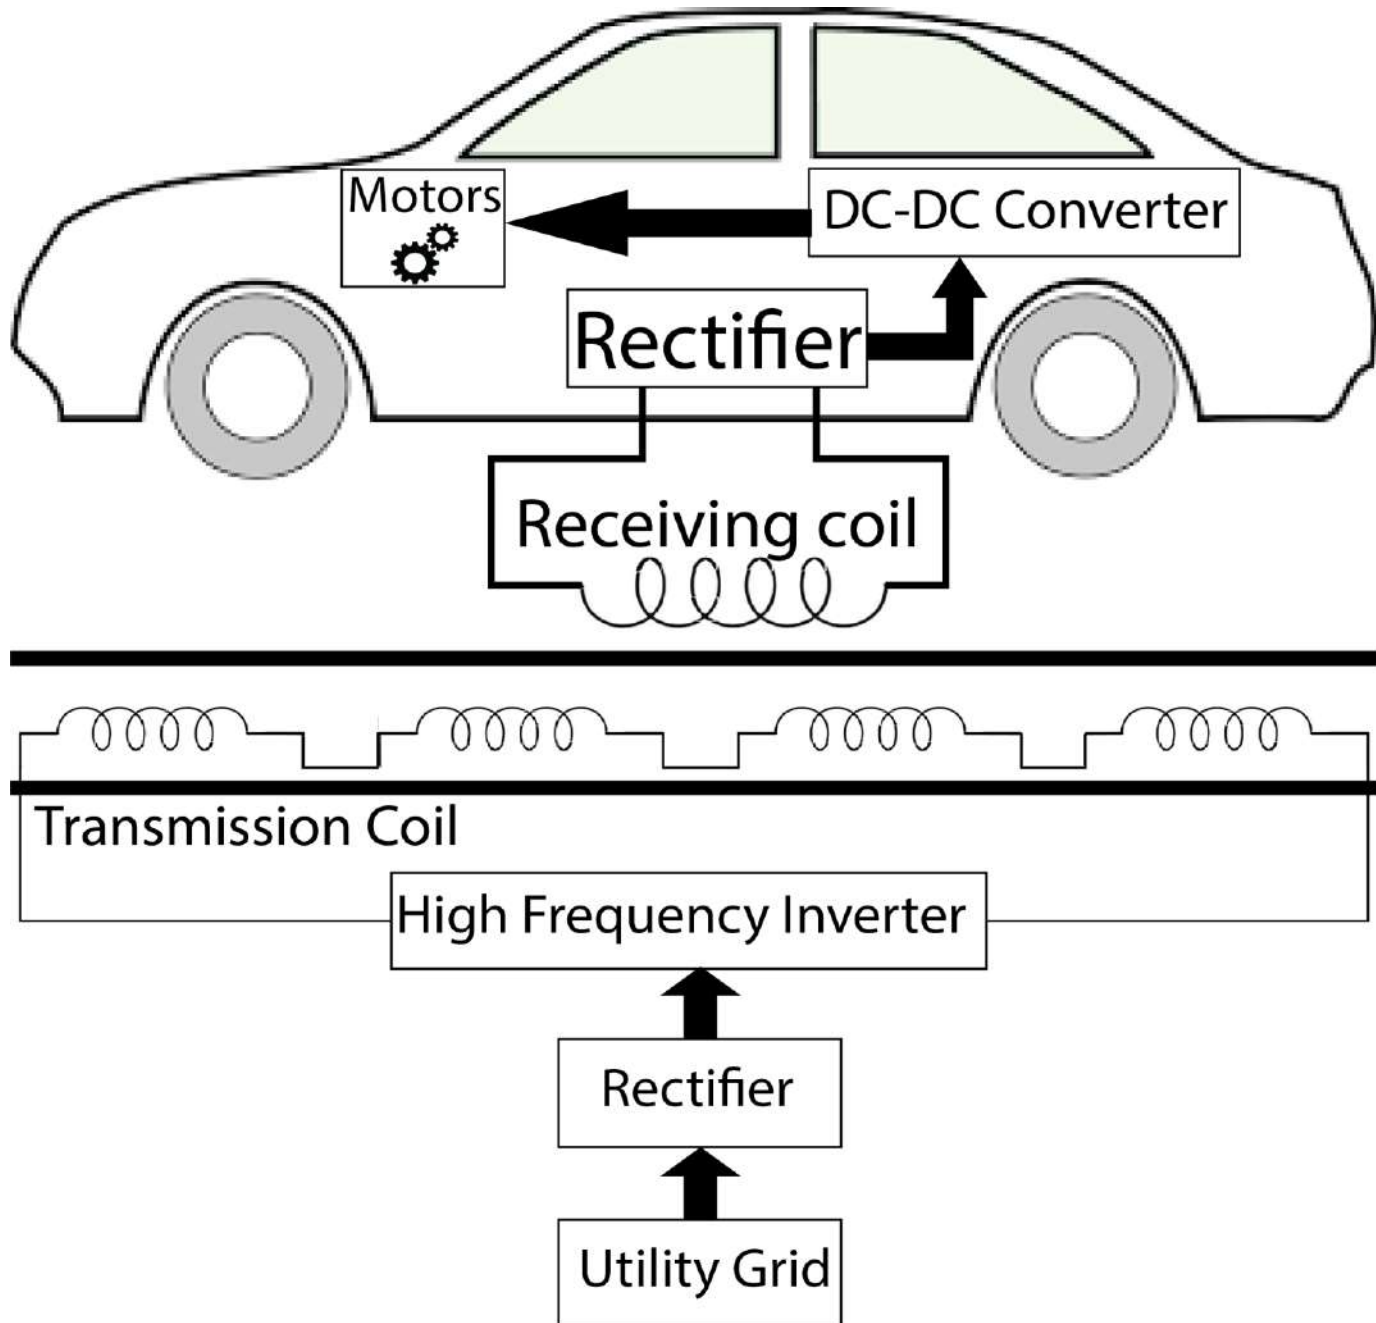 Motors
DC-DC Converter
Rectifier
Receiving coil
Transmission Coil
High Frequency Inverter
Rectifier
Utility Grid